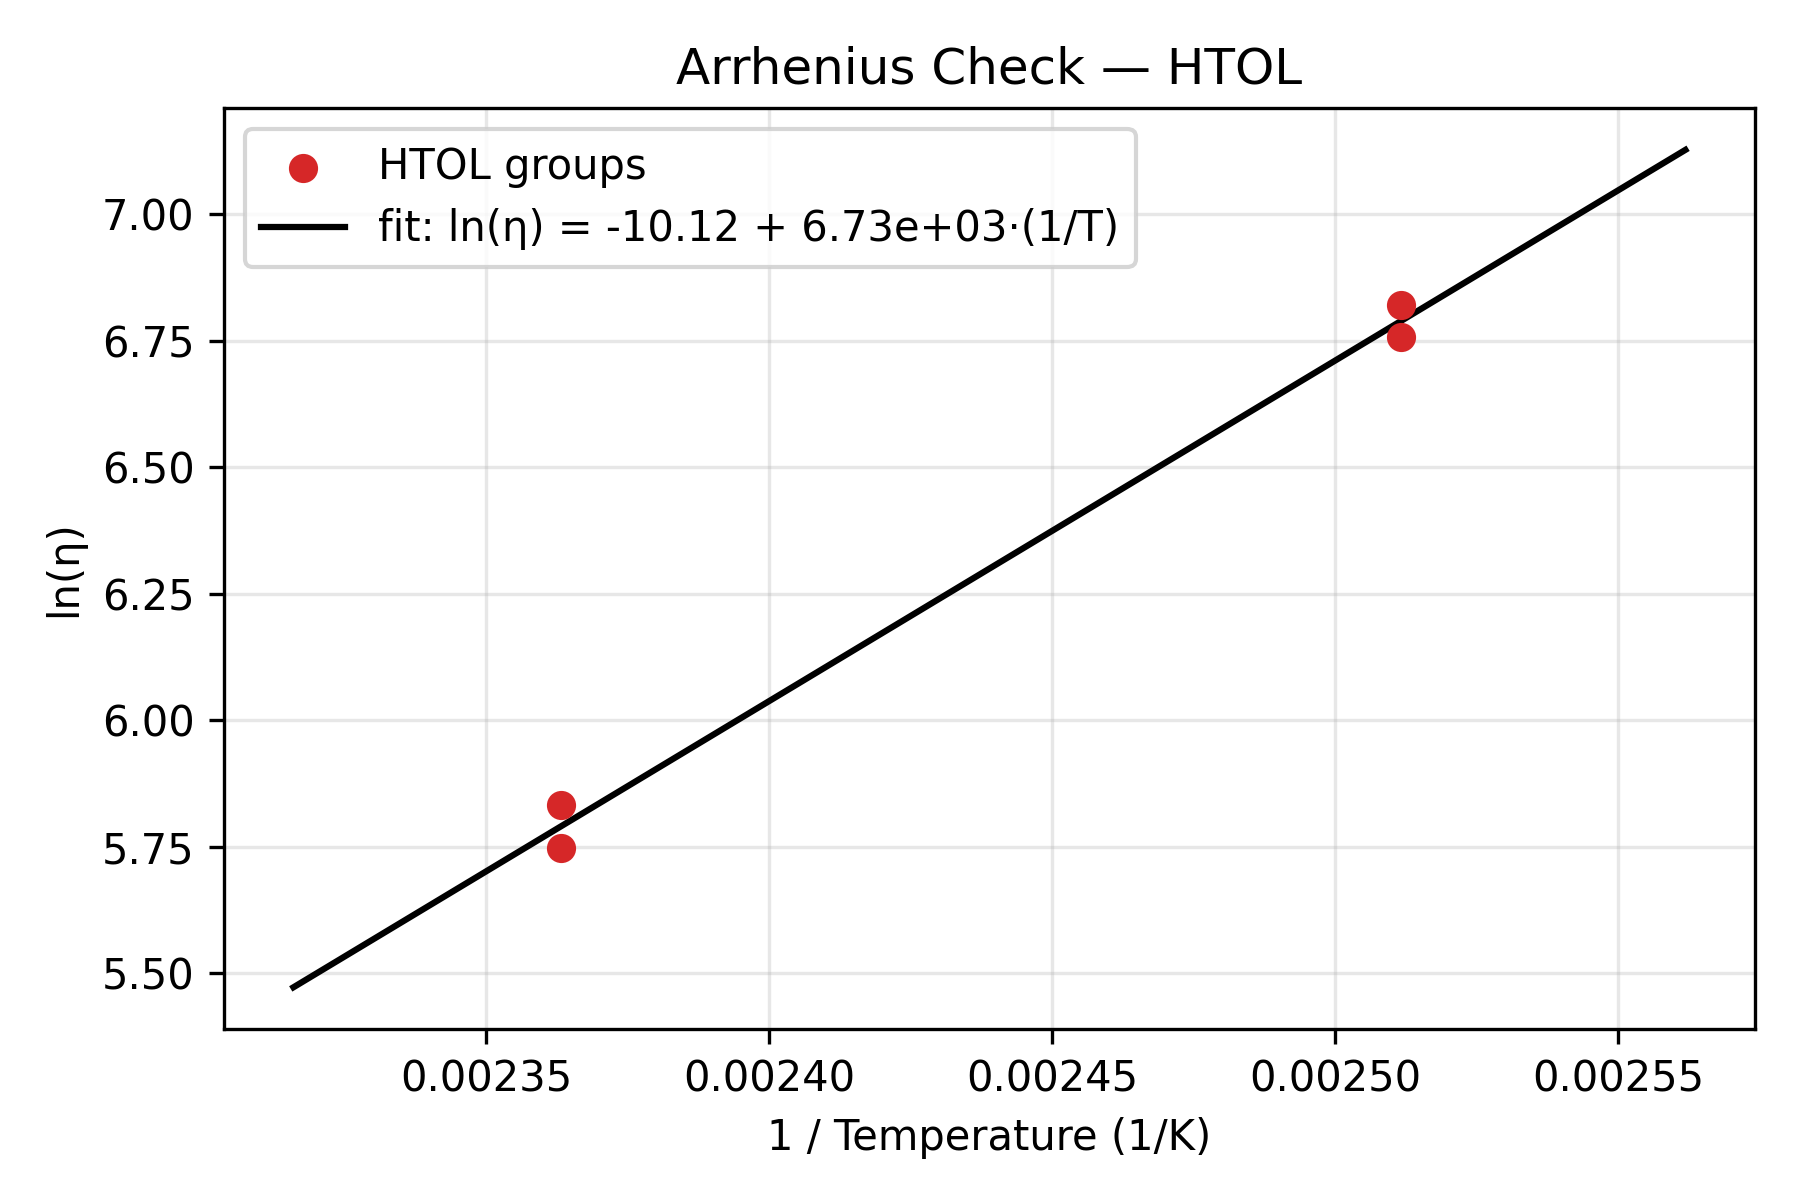 Arrhenius Check — HTOL
HTOL groups
fit: ln(η) = -10.12 + 6.73e+03·(1/T)
ln(η)
7.00
6.75
6.50
6.25
6.00
5.75
5.50
0.00235 0.00240 0.00245 0.00250 0.00255
1 / Temperature (1/K)